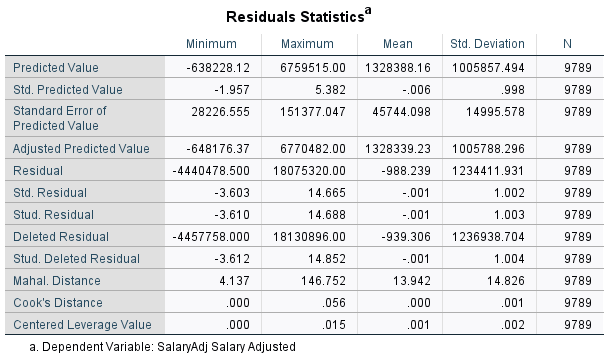 Residuals Statisticsa
Minimum Maximum Mean Std. Deviation N
Predicted Value -638228.12 6759515.00 1328388.16 1005857.494 9789
Std. Predicted Value -1.957 5.382 -.006 .998 9789
Standard Error of
Predicted Value 28226.555 151377.047 45744.098 14995.578 9789
Adjusted Predicted Value -648176.37 6770482.00 1328339.23 1005788.296 9789
Residual -4440478.500 18075320.00 -988.239 1234411.931 9789
Std. Residual -3.603 14.665 -.001 1.002 9789
Stud. Residual -3.610 14.688 -.001 1.003 9789
Deleted Residual -4457758.000 18130896.00 -939.306 1236938.704 9789
Stud. Deleted Residual -3.612 14.852 -.001 1.004 9789
Mahal. Distance 4.137 146.752 13.942 14.826 9789
Cook's Distance .000 .056 .000 .001 9789
Centered Leverage Value .000 .015 .001 .002 9789
a. Dependent Variable: SalaryAdj Salary Adjusted